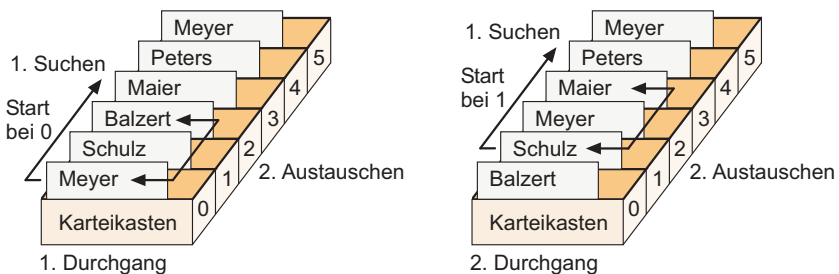 Meyer
Peters
1. Suchen
Maier
Start
bei 0
Balzert
Schulz
Meyer
Karteikasten
0
1
2
3
4
5
2. Austauschen
1. Durchgang
Meyer
1. Suchen
Peters
Start
bei 1
Maier
Meyer
Schulz
Balzert
Karteikasten
0
1
2
3
4
5
2. Austauschen
2. Durchgang